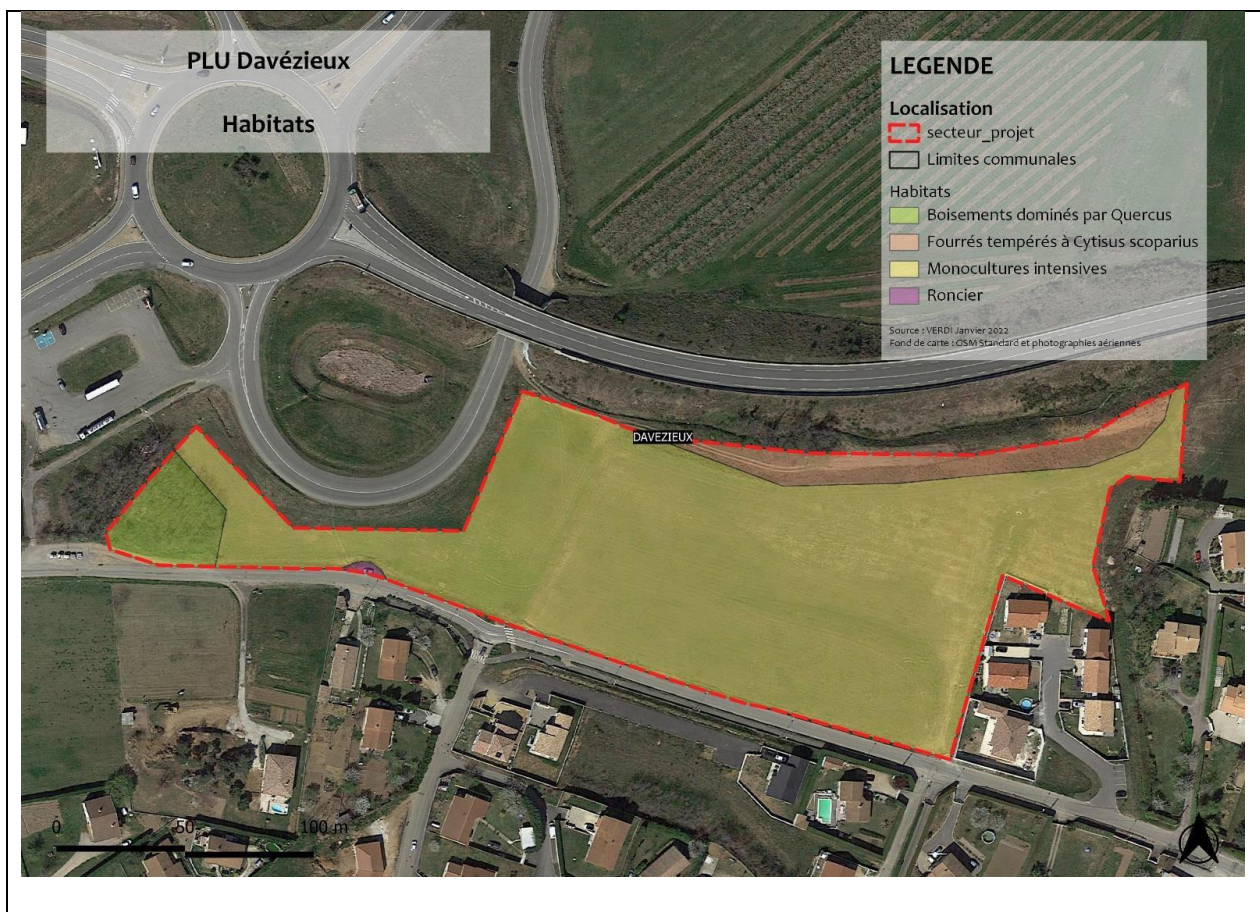 PLU Davézieux
Habitats
LEGENDE
Localisation
secteur_projet
Limites communales
Habitats
Boisements dominés par Quercus
Fourrés tempérés à Cytisus scoparius
Monocultures intensives
Roncier
Source : VERDI Janvier 2022
Fond de carte : OSM Standard et photographies aériennes
DAVEZIEUX
0 50 100 m